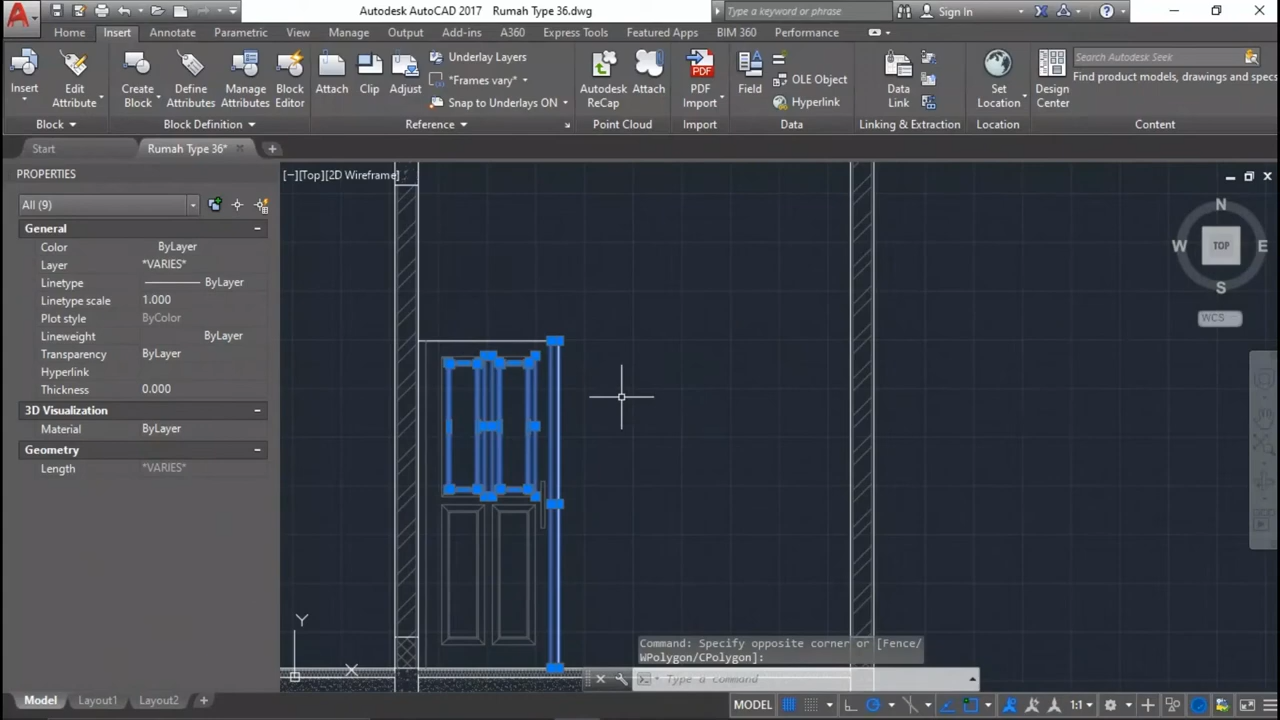 Autodesk AutoCAD 2017 Rumah Type 36.dwg
Type a keyword or phrase
Sign In
Home Insert Annotate Parametric View Manage Output Add-ins A360 Express Tools Featured Apps BIM 360 Performance
Insert
Edit Attribute
Create Block
Define Attributes
Manage Attributes
Block Editor
Attach
Clip
Adjust
Underlay Layers
*Frames vary*
Snap to Underlays ON
Autodesk ReCap
Attach
PDF Import
Field
OLE Object
Hyperlink
Data Link
Set Location
Design Center
Search Autodesk Seek
Find product models, drawings and specs
Block Block Definition Reference Point Cloud Import Data Linking & Extraction Location Content
Start Rumah Type 36*
PROPERTIES
All (9)
General
Color ByLayer
Layer *VARIES*
Linetype ByLayer
Linetype scale 1.000
Plot style ByColor
Lineweight ByLayer
Transparency ByLayer
Hyperlink
Thickness 0.000
3D Visualization
Material ByLayer
Geometry
Length *VARIES*
[−][Top][2D Wireframe]
N
W TOP E
S
WCS
Y
X
Command: Specify opposite corner or [Fence/
WPolygon/CPolygon]:
Type a command
Model Layout1 Layout2 +
MODEL
1:1